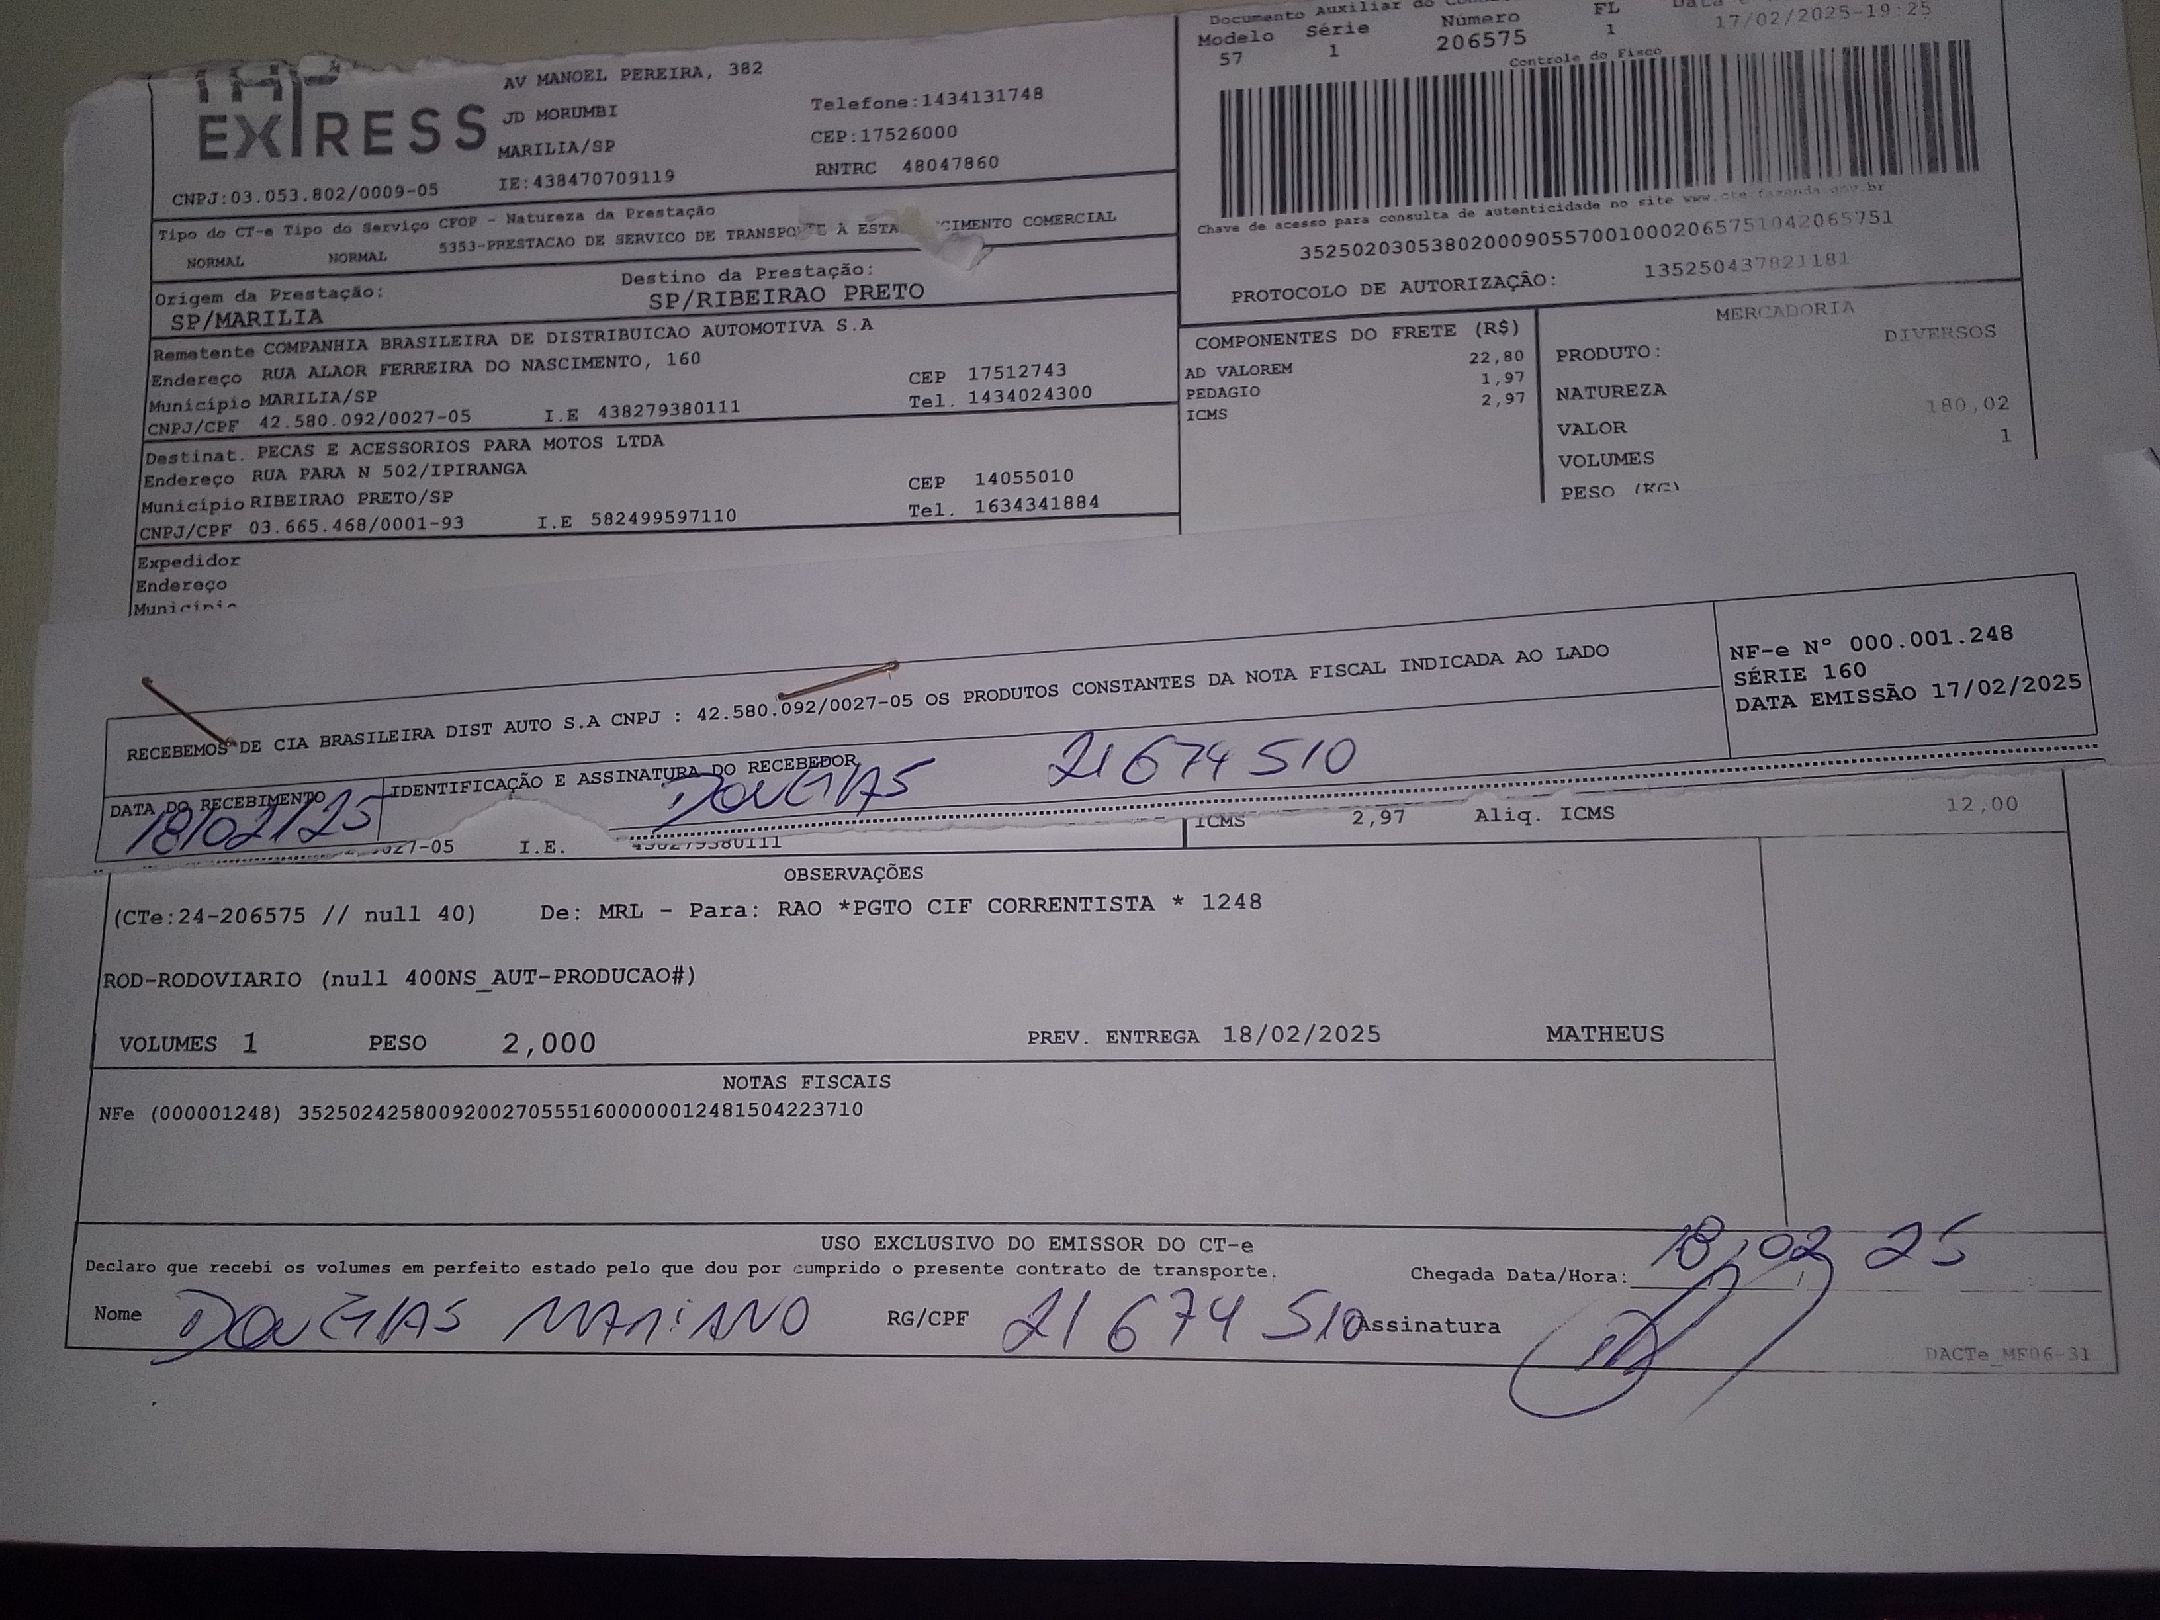 EXPRESS
AV MANOEL PEREIRA, 382
JD MORUMBI
MARILIA/SP
IE:438470709119
Telefone:1434131748
CEP:17526000
RNTRC 48047860
CNPJ:03.053.802/0009-05
Documento Auxiliar do
Modelo Série Número FL
57 1 206575 1 17/02/2025-19:25
Controle do Fisco
Chave de acesso para consulta de autenticidade no site www.cte.fazenda.gov.br
35250203053802000905570010002065751042065751
PROTOCOLO DE AUTORIZAÇÃO: 135250437821181
Tipo do CT-e Tipo do Serviço CFOP - Natureza da Prestação
NORMAL NORMAL 5353-PRESTACAO DE SERVICO DE TRANSPO A ESTA CIMENTO COMERCIAL
Origem da Prestação: Destino da Prestação:
SP/MARILIA SP/RIBEIRAO PRETO
Remetente COMPANHIA BRASILEIRA DE DISTRIBUICAO AUTOMOTIVA S.A
Endereço RUA ALAOR FERREIRA DO NASCIMENTO, 160
Município MARILIA/SP CEP 17512743
CNPJ/CPF 42.580.092/0027-05 I.E 438279380111 Tel. 1434024300
Destinat. PECAS E ACESSORIOS PARA MOTOS LTDA
Endereço RUA PARA N 502/IPIRANGA
Município RIBEIRAO PRETO/SP CEP 14055010
CNPJ/CPF 03.665.468/0001-93 I.E 582499597110 Tel. 1634341884
Expedidor
Endereço
Município
COMPONENTES DO FRETE (R$)
AD VALOREM 22,80
PEDAGIO 1,97
ICMS 2,97
MERCADORIA
PRODUTO: DIVERSOS
NATUREZA
VALOR 180,02
VOLUMES 1
PESO (KG)
RECEBEMOS DE CIA BRASILEIRA DIST AUTO S.A CNPJ : 42.580.092/0027-05 OS PRODUTOS CONSTANTES DA NOTA FISCAL INDICADA AO LADO
NF-e Nº 000.001.248
SÉRIE 160
DATA EMISSÃO 17/02/2025
DATA DO RECEBIMENTO IDENTIFICAÇÃO E ASSINATURA DO RECEBEDOR
18/02/25 DOUGLAS 21674510
027-05 I.E. 438279380111 ICMS 2,97 Aliq. ICMS 12,00
OBSERVAÇÕES
(CTe:24-206575 // null 40) De: MRL - Para: RAO *PGTO CIF CORRENTISTA * 1248
ROD-RODOVIARIO (null 400NS_AUT-PRODUCAO#)
VOLUMES 1 PESO 2,000 PREV. ENTREGA 18/02/2025 MATHEUS
NOTAS FISCAIS
NFe (000001248) 35250242580092002705551600000012481504223710
USO EXCLUSIVO DO EMISSOR DO CT-e
Declaro que recebi os volumes em perfeito estado pelo que dou por cumprido o presente contrato de transporte. Chegada Data/Hora: 18/02 25
Nome DOUGLAS MARIANO RG/CPF 21674510 Assinatura
DACTe_MF06-31